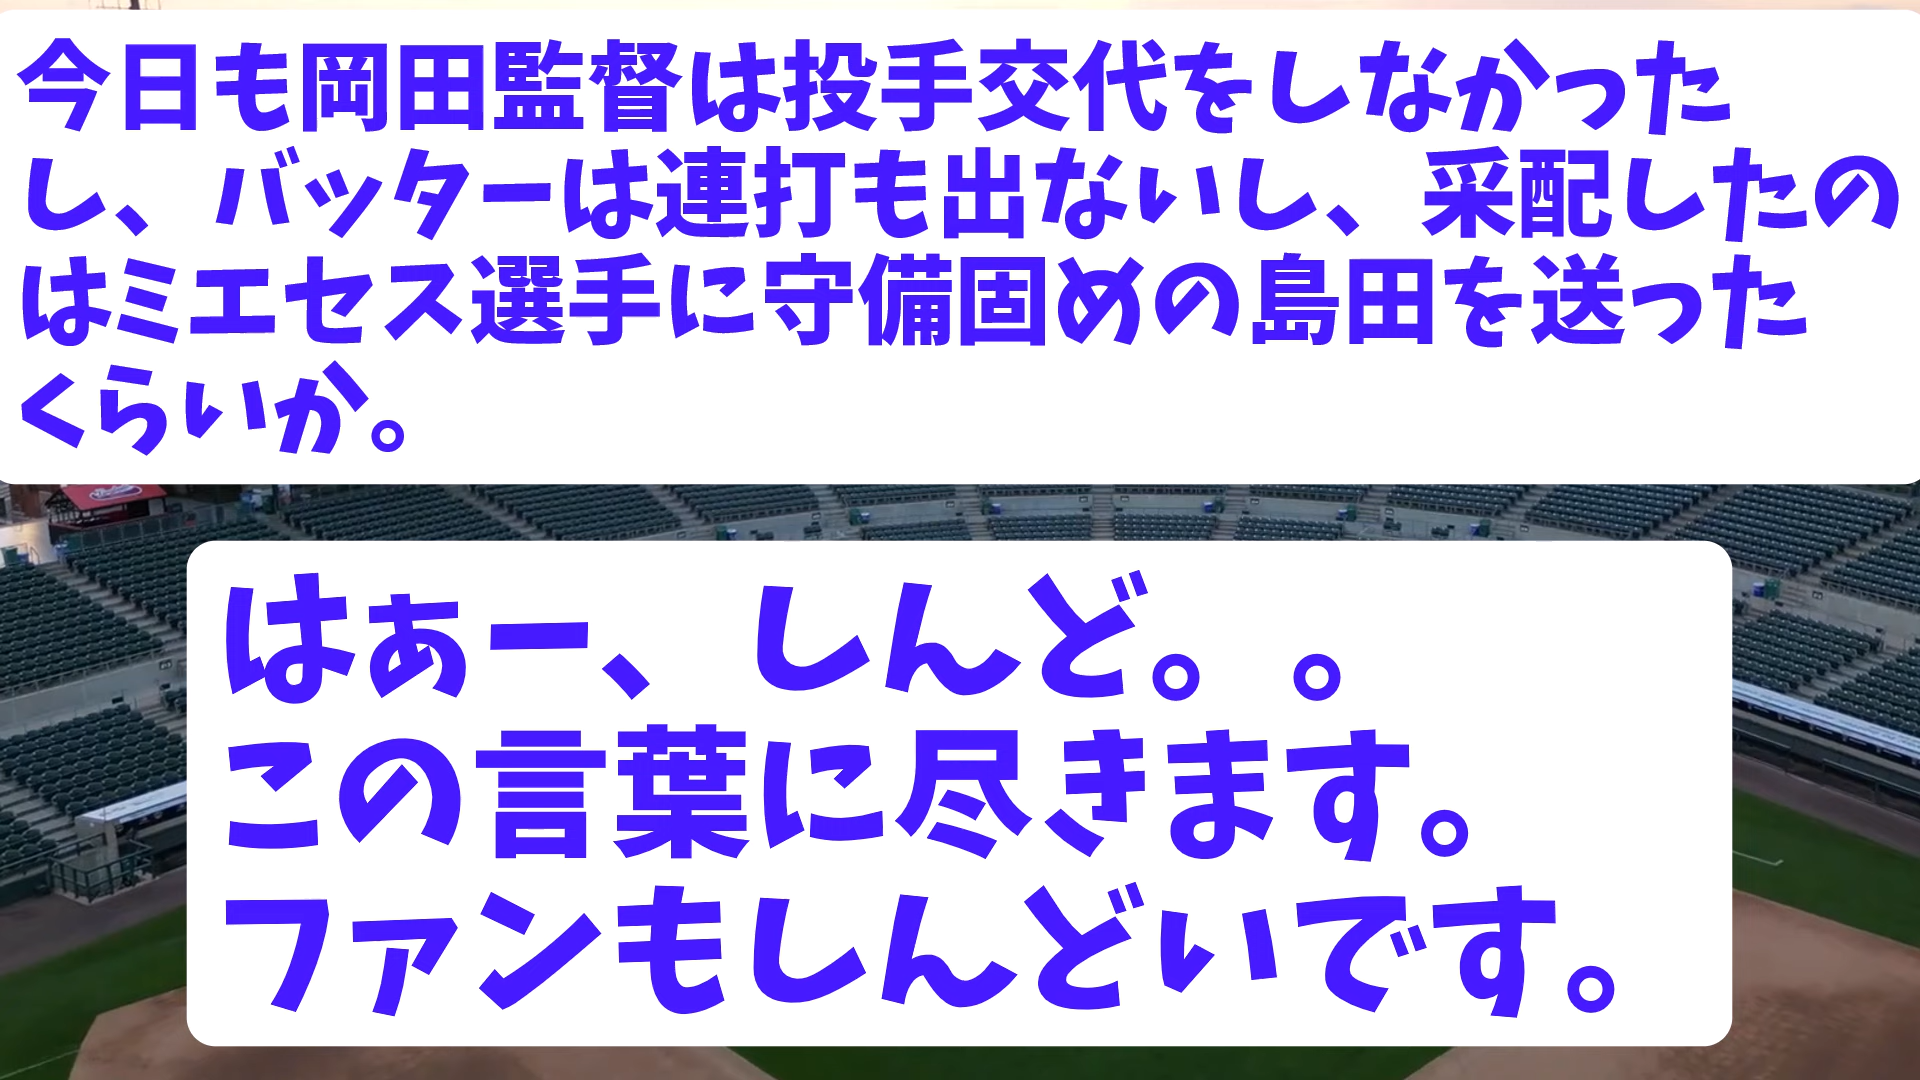 今日も岡田監督は投手交代をしなかった
し、バッターは連打も出ないし、采配したの
はミエセス選手に守備固めの島田を送った
くらいか。
はぁー、しんど。。
この言葉に尽きます。
ファンもしんどいです。